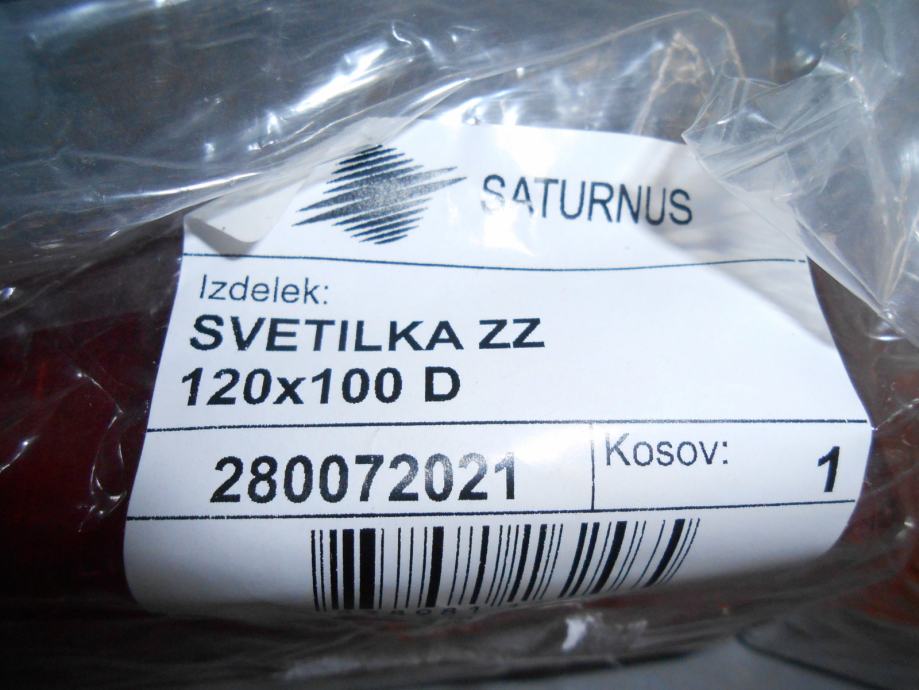 SATURNUS
Izdelek:
SVETILKA ZZ
120x100 D
280072021
Kosov: 1